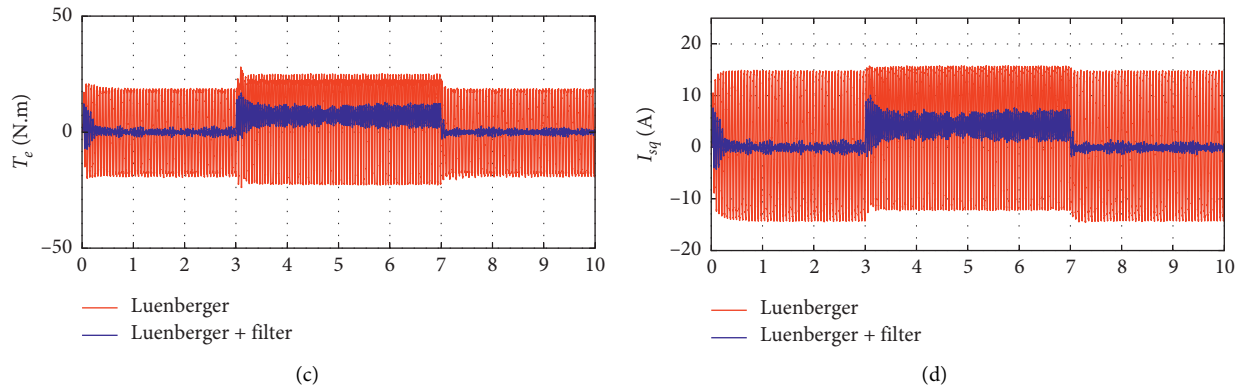 50
0
−50
T_e (N.m)
0 1 2 3 4 5 6 7 8 9 10
Luenberger
Luenberger + filter
(c)
20
10
0
−10
−20
I_sq (A)
0 1 2 3 4 5 6 7 8 9 10
Luenberger
Luenberger + filter
(d)